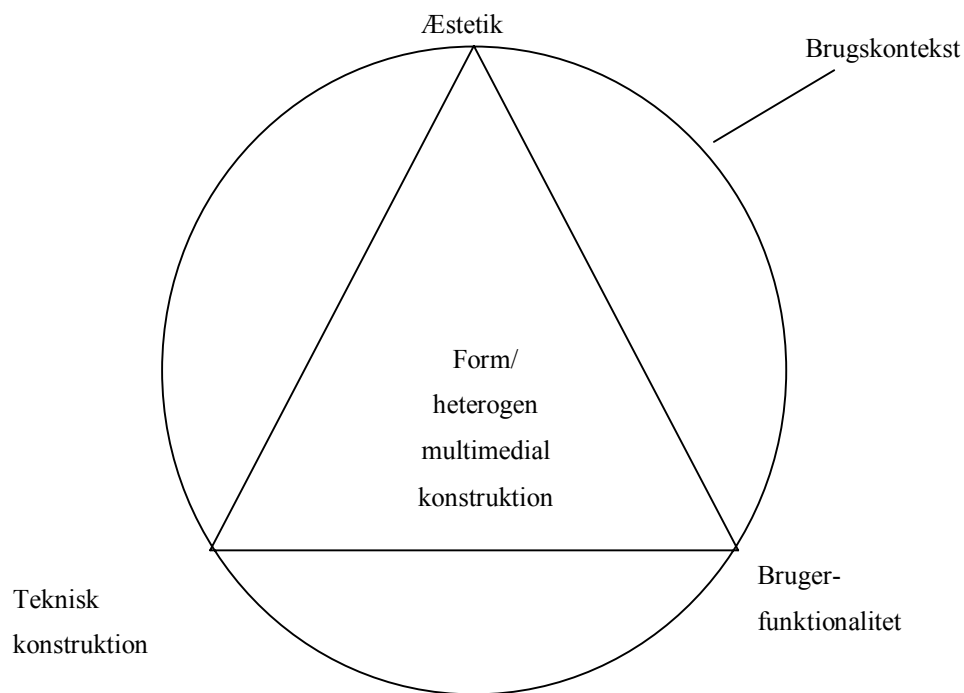 Æstetik
Brugskontekst
Form/
heterogen
multimedial
konstruktion
Teknisk
konstruktion
Bruger-
funktionalitet